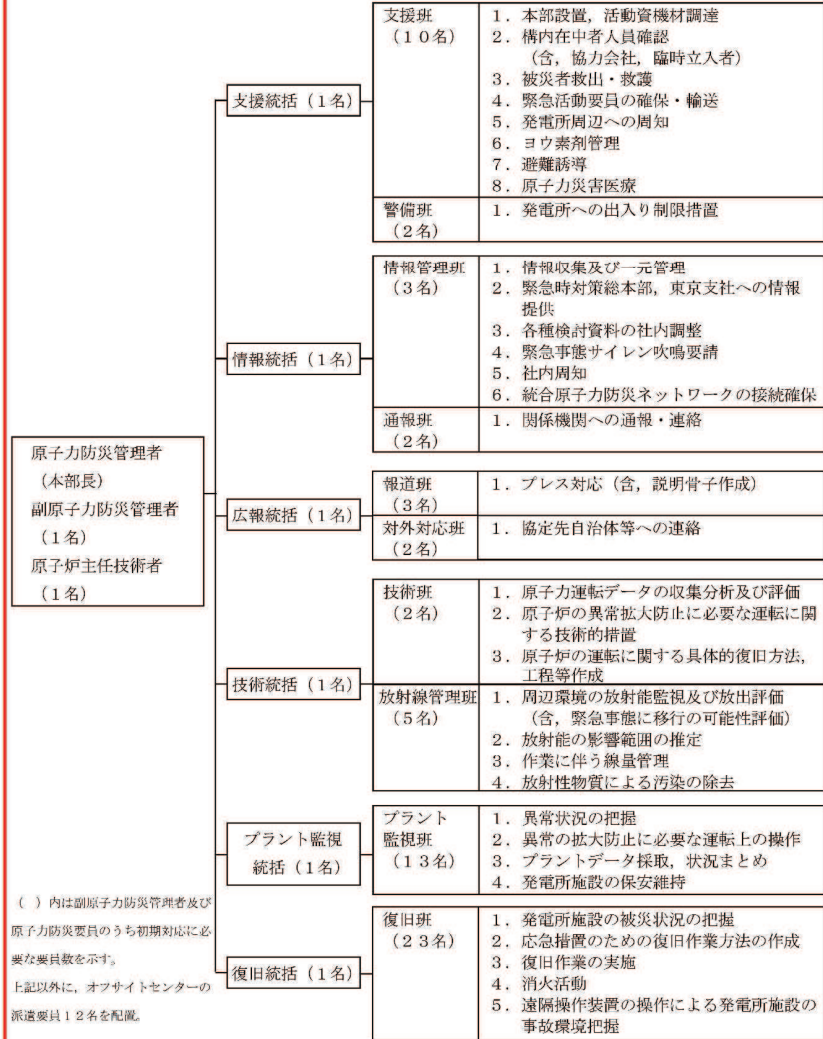 原子力防災管理者
(本部長)
副原子力防災管理者
(1名)
原子炉主任技術者
(1名)
支援統括(1名)
支援班
(10名)
1.本部設置,活動資機材調達
2.構内在中者人員確認
(含,協力会社,臨時立入者)
3.被災者救出・救護
4.緊急活動要員の確保・輸送
5.発電所周辺への周知
6.ヨウ素剤管理
7.避難誘導
8.原子力災害医療
警備班
(2名)
1.発電所への出入り制限措置
情報統括(1名)
情報管理班
(3名)
1.情報収集及び一元管理
2.緊急時対策総本部,東京支社への情報
提供
3.各種検討資料の社内調整
4.緊急事態サイレン吹鳴要請
5.社内周知
6.統合原子力防災ネットワークの接続確保
通報班
(2名)
1.関係機関への通報・連絡
広報統括(1名)
報道班
(3名)
1.プレス対応(含,説明骨子作成)
対外対応班
(2名)
1.協定先自治体等への連絡
技術統括(1名)
技術班
(2名)
1.原子力運転データの収集分析及び評価
2.原子炉の異常拡大防止に必要な運転に関
する技術的措置
3.原子炉の運転に関する具体的復旧方法,
工程等作成
放射線管理班
(5名)
1.周辺環境の放射能監視及び放出評価
(含,緊急事態に移行の可能性評価)
2.放射能の影響範囲の推定
3.作業に伴う線量管理
4.放射性物質による汚染の除去
プラント監視
統括(1名)
プラント
監視班
(13名)
1.異常状況の把握
2.異常の拡大防止に必要な運転上の操作
3.プラントデータ採取,状況まとめ
4.発電所施設の保安維持
復旧統括(1名)
復旧班
(23名)
1.発電所施設の被災状況の把握
2.応急措置のための復旧作業方法の作成
3.復旧作業の実施
4.消火活動
5.遠隔操作装置の操作による発電所施設の
事故環境把握
( )内は副原子力防災管理者及び
原子力防災要員のうち初期対応に必
要な要員数を示す。
上記以外に,オフサイトセンターの
派遣要員12名を配置。